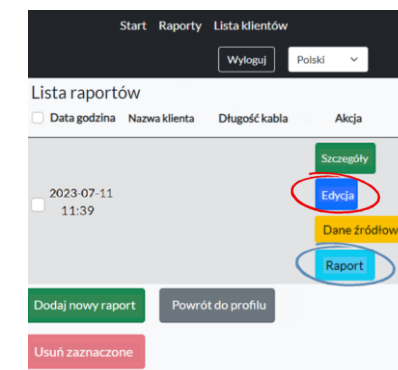 Start Raporty Lista klientów
Wyloguj Polski
Lista raportów
Data godzina Nazwa klienta Długość kabla Akcja
Szczegóły
2023-07-11
11:39
Edycja
Dane źródłow
Raport
Dodaj nowy raport Powrót do profilu
Usuń zaznaczone